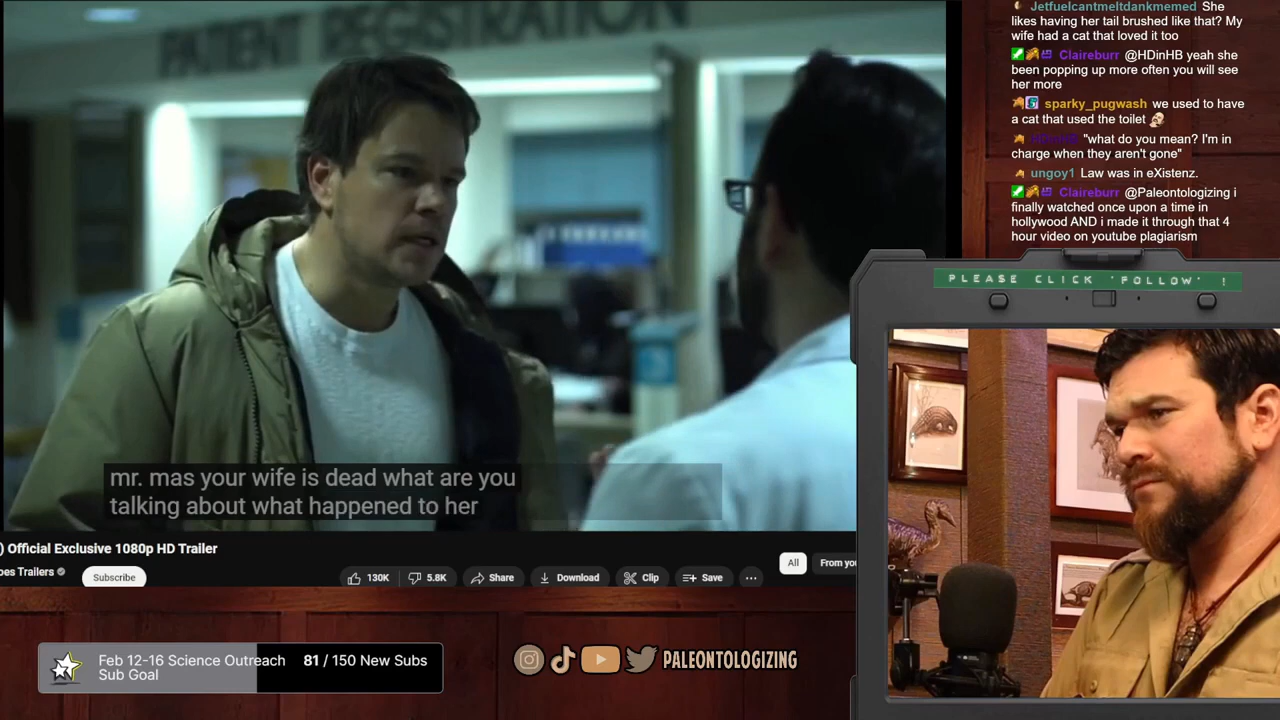 PATIENT REGISTRATION
mr. mas your wife is dead what are you
talking about what happened to her
) Official Exclusive 1080p HD Trailer
oes Trailers
Subscribe
130K
5.8K
Share
Download
Clip
Save
...
All
From you
Jetfuelcantmeltdankmemed She
likes having her tail brushed like that? My
wife had a cat that loved it too
Claireburr @HDinHB yeah she
been popping up more often you will see
her more
sparky_pugwash we used to have
a cat that used the toilet
HDinHB "what do you mean? I'm in
charge when they aren't gone"
ungoy1 Law was in eXistenz.
Claireburr @Paleontologizing i
finally watched once upon a time in
hollywood AND i made it through that 4
hour video on youtube plagiarism
PLEASE CLICK "FOLLOW" !
Feb 12-16 Science Outreach
Sub Goal
81 / 150 New Subs
PALEONTOLOGIZING